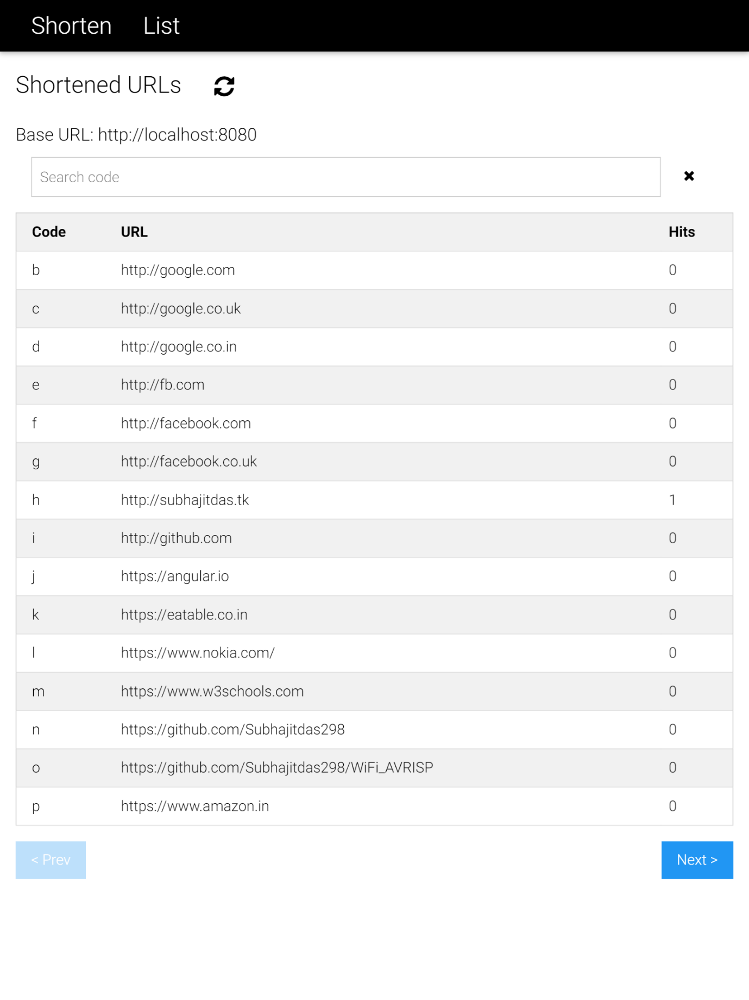 Shorten List
Shortened URLs
Base URL: http://localhost:8080
Search code
Code URL Hits
b http://google.com 0
c http://google.co.uk 0
d http://google.co.in 0
e http://fb.com 0
f http://facebook.com 0
g http://facebook.co.uk 0
h http://subhajitdas.tk 1
i http://github.com 0
j https://angular.io 0
k https://eatable.co.in 0
l https://www.nokia.com/ 0
m https://www.w3schools.com 0
n https://github.com/Subhajitdas298 0
o https://github.com/Subhajitdas298/WiFi_AVRISP 0
p https://www.amazon.in 0
< Prev Next >